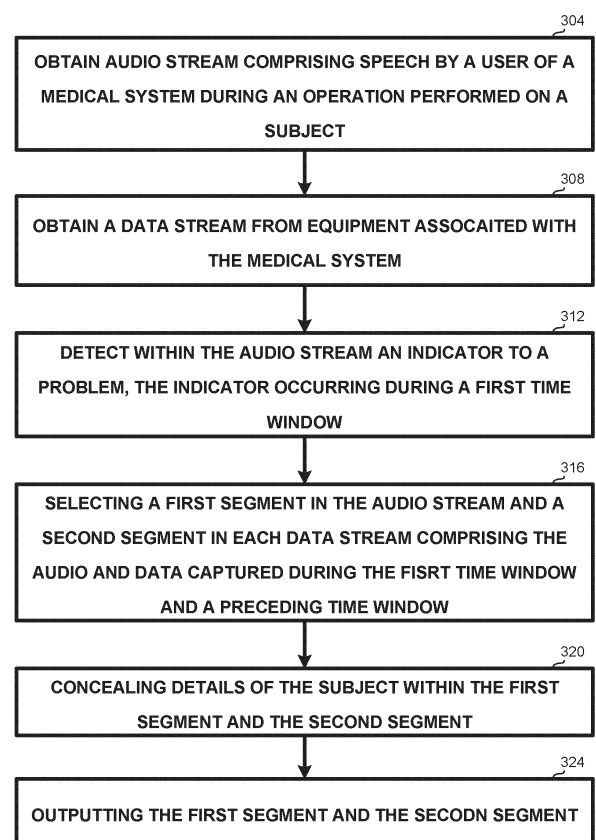 304
OBTAIN AUDIO STREAM COMPRISING SPEECH BY A USER OF A
MEDICAL SYSTEM DURING AN OPERATION PERFORMED ON A
SUBJECT
308
OBTAIN A DATA STREAM FROM EQUIPMENT ASSOCAITED WITH
THE MEDICAL SYSTEM
312
DETECT WITHIN THE AUDIO STREAM AN INDICATOR TO A
PROBLEM, THE INDICATOR OCCURRING DURING A FIRST TIME
WINDOW
316
SELECTING A FIRST SEGMENT IN THE AUDIO STREAM AND A
SECOND SEGMENT IN EACH DATA STREAM COMPRISING THE
AUDIO AND DATA CAPTURED DURING THE FISRT TIME WINDOW
AND A PRECEDING TIME WINDOW
320
CONCEALING DETAILS OF THE SUBJECT WITHIN THE FIRST
SEGMENT AND THE SECOND SEGMENT
324
OUTPUTTING THE FIRST SEGMENT AND THE SECODN SEGMENT